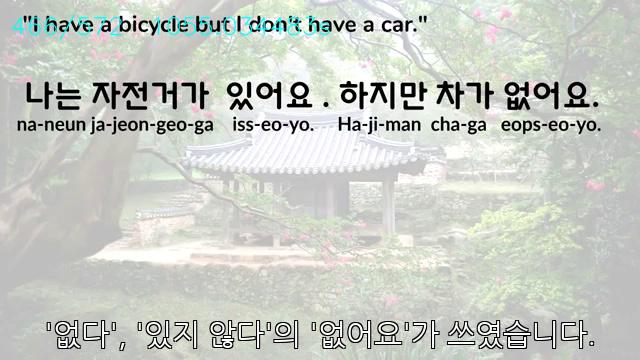 "I have a bicycle but I don't have a car."
나는 자전거가 있어요 . 하지만 차가 없어요.
na-neun ja-jeon-geo-ga iss-eo-yo. Ha-ji-man cha-ga eops-eo-yo.
'없다', '있지 않다'의 '없어요'가 쓰였습니다.